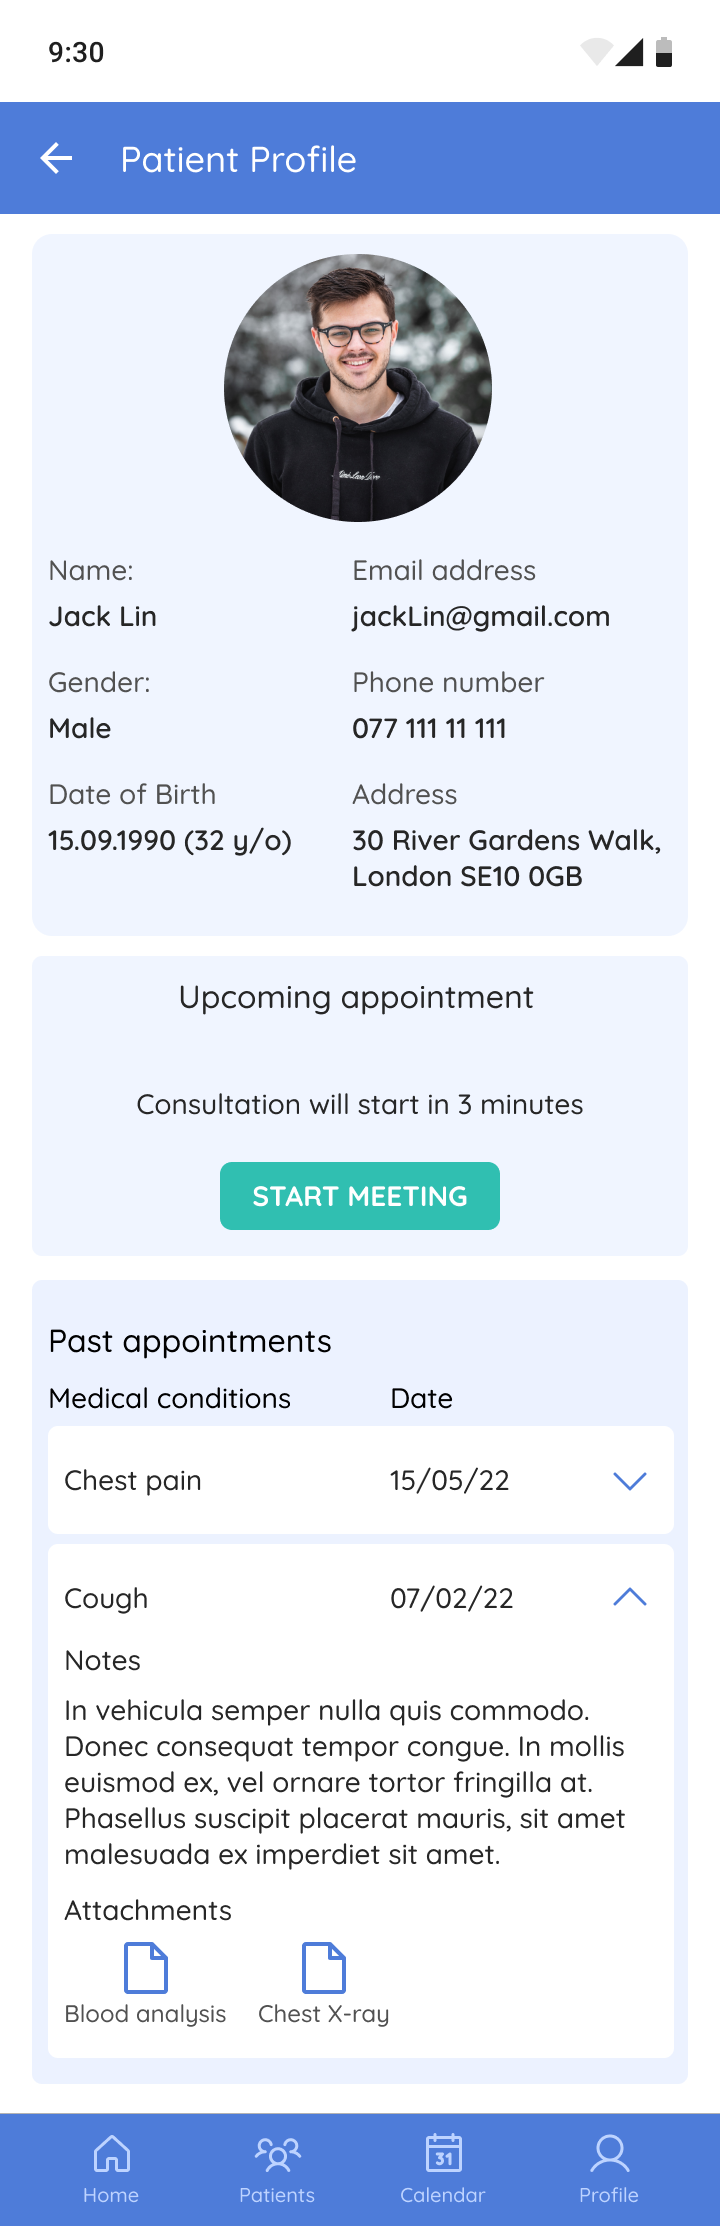 9:30
Patient Profile
Name:
Jack Lin
Email address
jackLin@gmail.com
Gender:
Male
Phone number
077 111 11 111
Date of Birth
15.09.1990 (32 y/o)
Address
30 River Gardens Walk,
London SE10 0GB
Upcoming appointment
Consultation will start in 3 minutes
START MEETING
Past appointments
Medical conditions Date
Chest pain 15/05/22
Cough 07/02/22
Notes
In vehicula semper nulla quis commodo.
Donec consequat tempor congue. In mollis
euismod ex, vel ornare tortor fringilla at.
Phasellus suscipit placerat mauris, sit amet
malesuada ex imperdiet sit amet.
Attachments
Blood analysis Chest X-ray
31
Home Patients Calendar Profile